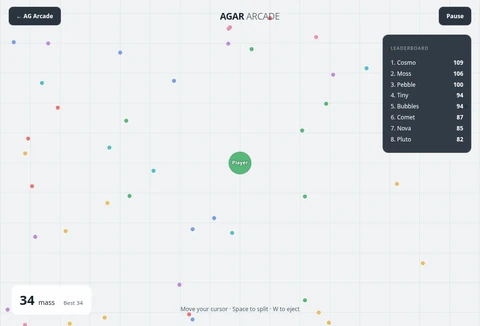 ← AG Arcade
AGAR ARCADE
Pause
LEADERBOARD
1. Cosmo 109
2. Moss 106
3. Pebble 100
4. Tiny 94
5. Bubbles 94
6. Comet 87
7. Nova 85
8. Pluto 82
Player
34 mass Best 34
Move your cursor · Space to split · W to eject